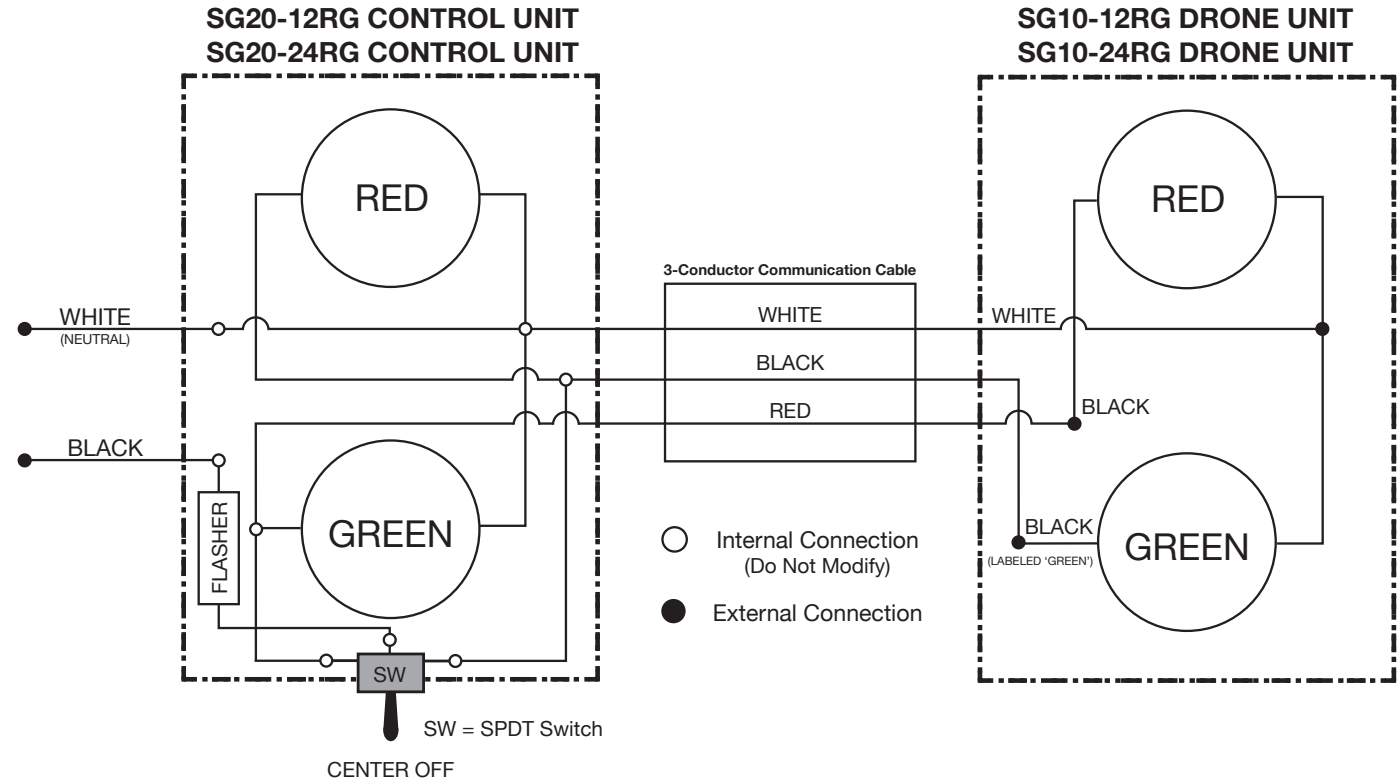 SG20-12RG CONTROL UNIT
SG20-24RG CONTROL UNIT
SG10-12RG DRONE UNIT
SG10-24RG DRONE UNIT
RED
RED
3-Conductor Communication Cable
WHITE
(NEUTRAL)
WHITE
WHITE
BLACK
RED
BLACK
BLACK
FLASHER
GREEN
BLACK
(LABELED 'GREEN')
GREEN
Internal Connection
(Do Not Modify)
External Connection
SW
SW = SPDT Switch
CENTER OFF